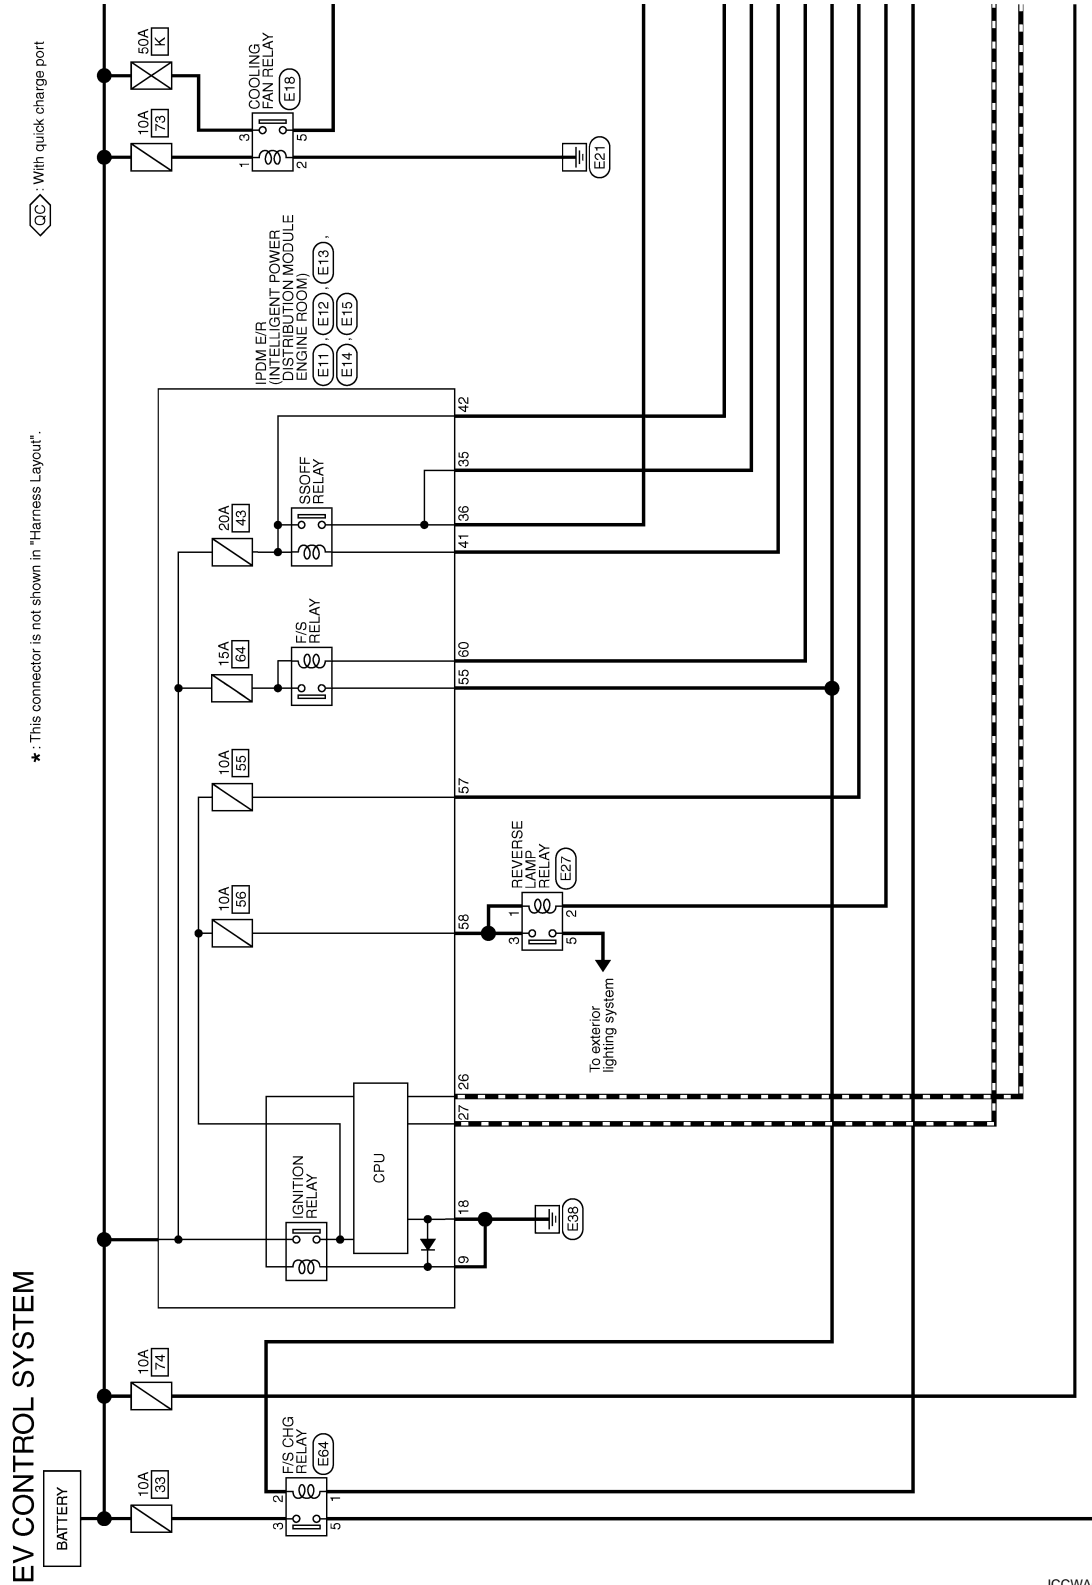 EV CONTROL SYSTEM
* : This connector is not shown in "Harness Layout".
QC : With quick charge port
BATTERY
10A
33
10A
74
10A
73
50A
K
F/S CHG
RELAY
E64
3
2
5
1
IPDM E/R
(INTELLIGENT POWER
DISTRIBUTION MODULE
ENGINE ROOM)
E11 , E12 , E13 ,
E14 , E15
IGNITION
RELAY
CPU
10A
56
10A
55
15A
64
F/S
RELAY
20A
43
SSOFF
RELAY
9
18
27
26
58
57
55
60
41
36
35
42
E38
REVERSE
LAMP
RELAY
E27
3
1
5
2
To exterior
lighting system
COOLING
FAN RELAY
E18
1
3
2
5
E21